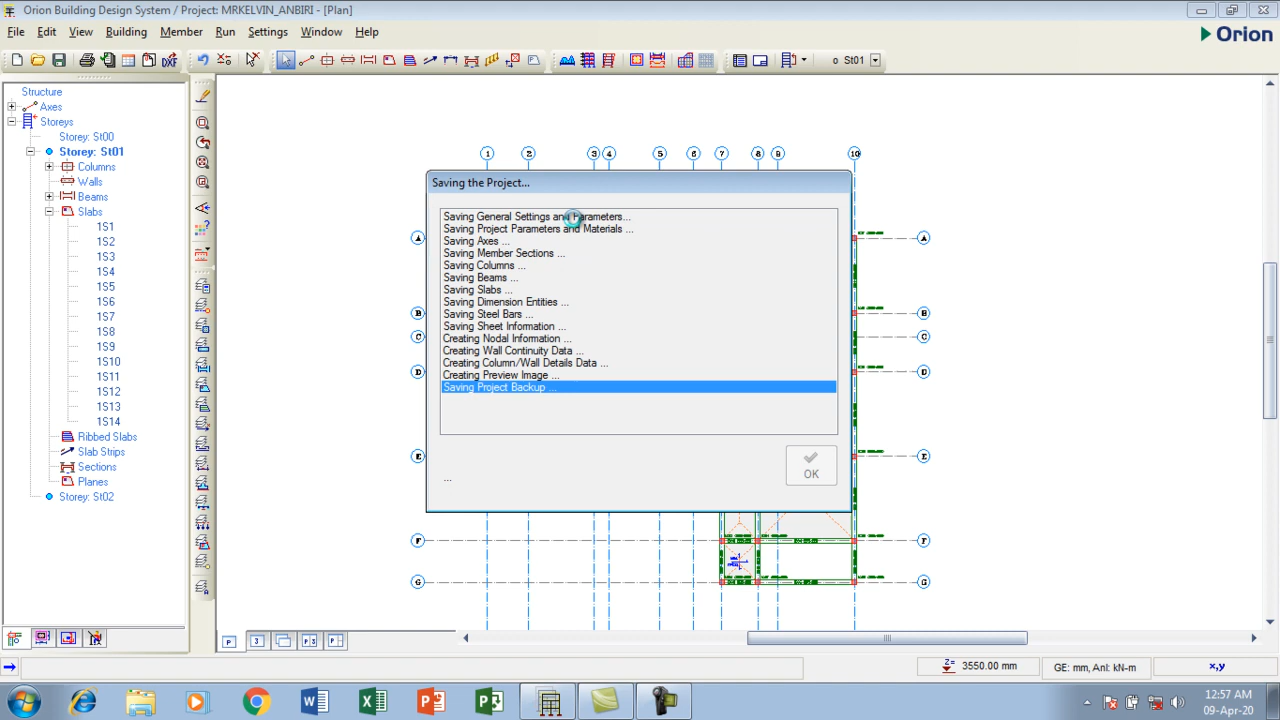 Orion Building Design System / Project: MRKELVIN_ANBIRI - [Plan]
File Edit View Building Member Run Settings Window Help
Orion
DXF
St01
Structure
Axes
Storeys
Storey: St00
Storey: St01
Columns
Walls
Beams
Slabs
1S1
1S2
1S3
1S4
1S5
1S6
1S7
1S8
1S9
1S10
1S11
1S12
1S13
1S14
Ribbed Slabs
Slab Strips
Sections
Planes
Storey: St02
1 2 3 4 5 6 7 8 9 10
A
B
C
D
E
F
G
A
B
C
D
E
F
G
Saving the Project...
Saving General Settings and Parameters...
Saving Project Parameters and Materials ...
Saving Axes ...
Saving Member Sections ...
Saving Columns ...
Saving Beams ...
Saving Slabs ...
Saving Dimension Entities ...
Saving Steel Bars ...
Saving Sheet Information ...
Creating Nodal Information ...
Creating Wall Continuity Data ...
Creating Column/Wall Details Data ...
Creating Preview Image ...
Saving Project Backup ...
...
OK
Z= 3550.00 mm
GE: mm, Anl: kN-m
x,y
12:57 AM
09-Apr-20